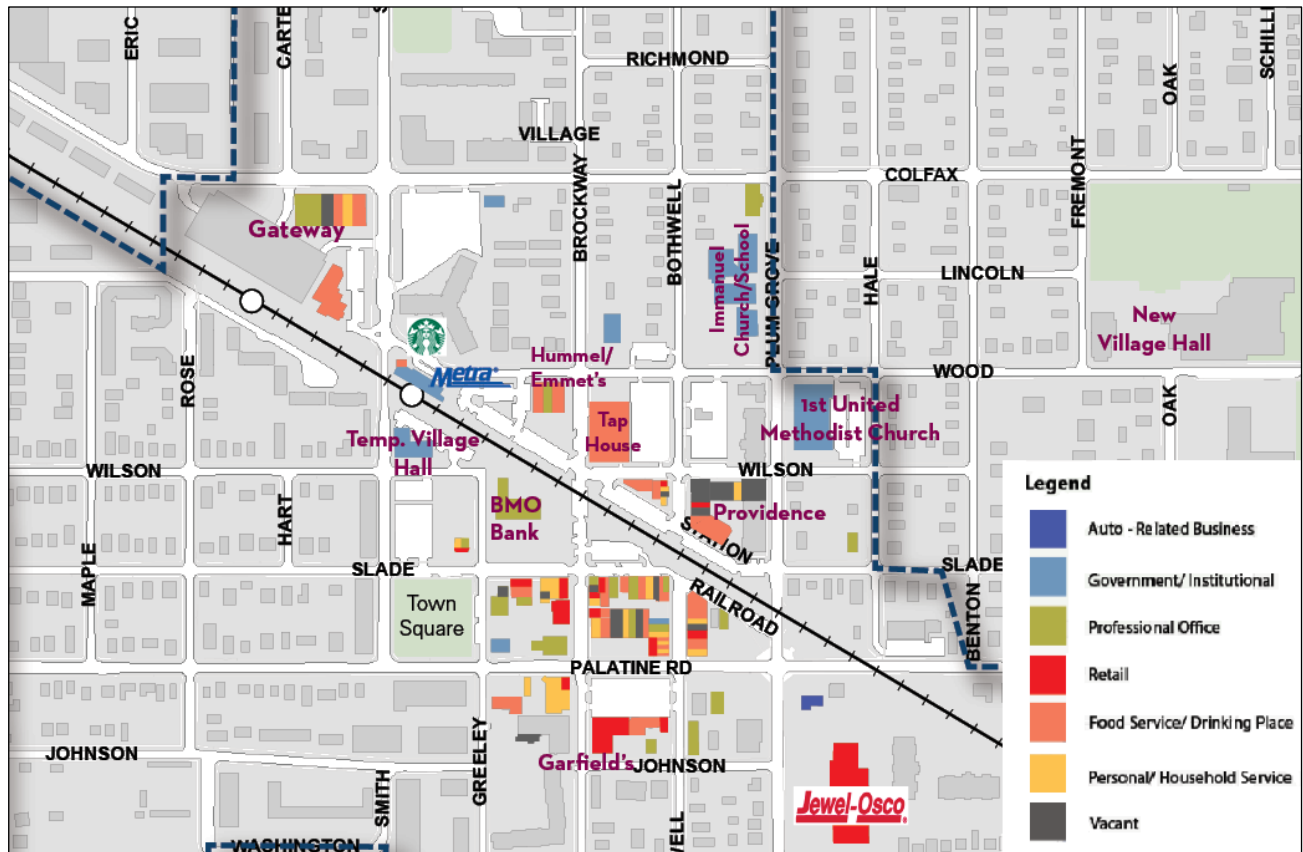 ERIC
CARTE
S
RICHMOND
OAK
SCHILLI
VILLAGE
BROCKWAY
BOTHWELL
COLFAX
FREMONT
Gateway
Immanuel
Church/School
PLUM GROVE
HALE
LINCOLN
New
Village Hall
ROSE
Metra
Hummel/
Emmet's
WOOD
OAK
Tap
House
1st United
Methodist Church
Temp. Village
Hall
WILSON
WILSON
HART
BMO
Bank
Providence
STATION
MAPLE
SLADE
SLADE
RAILROAD
BENTON
Town
Square
PALATINE RD
JOHNSON
GREELEY
SMITH
Garfield's
JOHNSON
WELL
Jewel-Osco
WASHINGTON
Legend
Auto - Related Business
Government/ Institutional
Professional Office
Retail
Food Service/ Drinking Place
Personal/ Household Service
Vacant